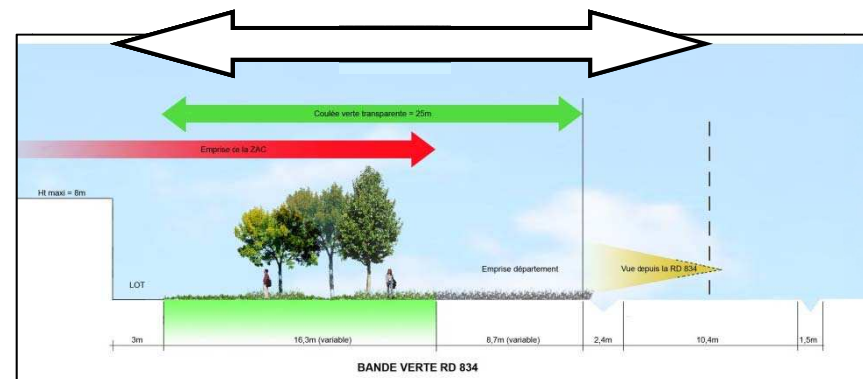 Coulée verte transparente = 25m
Emprise de la ZAC
Ht maxi = 8m
LOT
Emprise département
Vue depuis la RD 834
3m
16,3m (variable)
8,7m (variable)
2,4m
10,4m
1,5m
BANDE VERTE RD 834